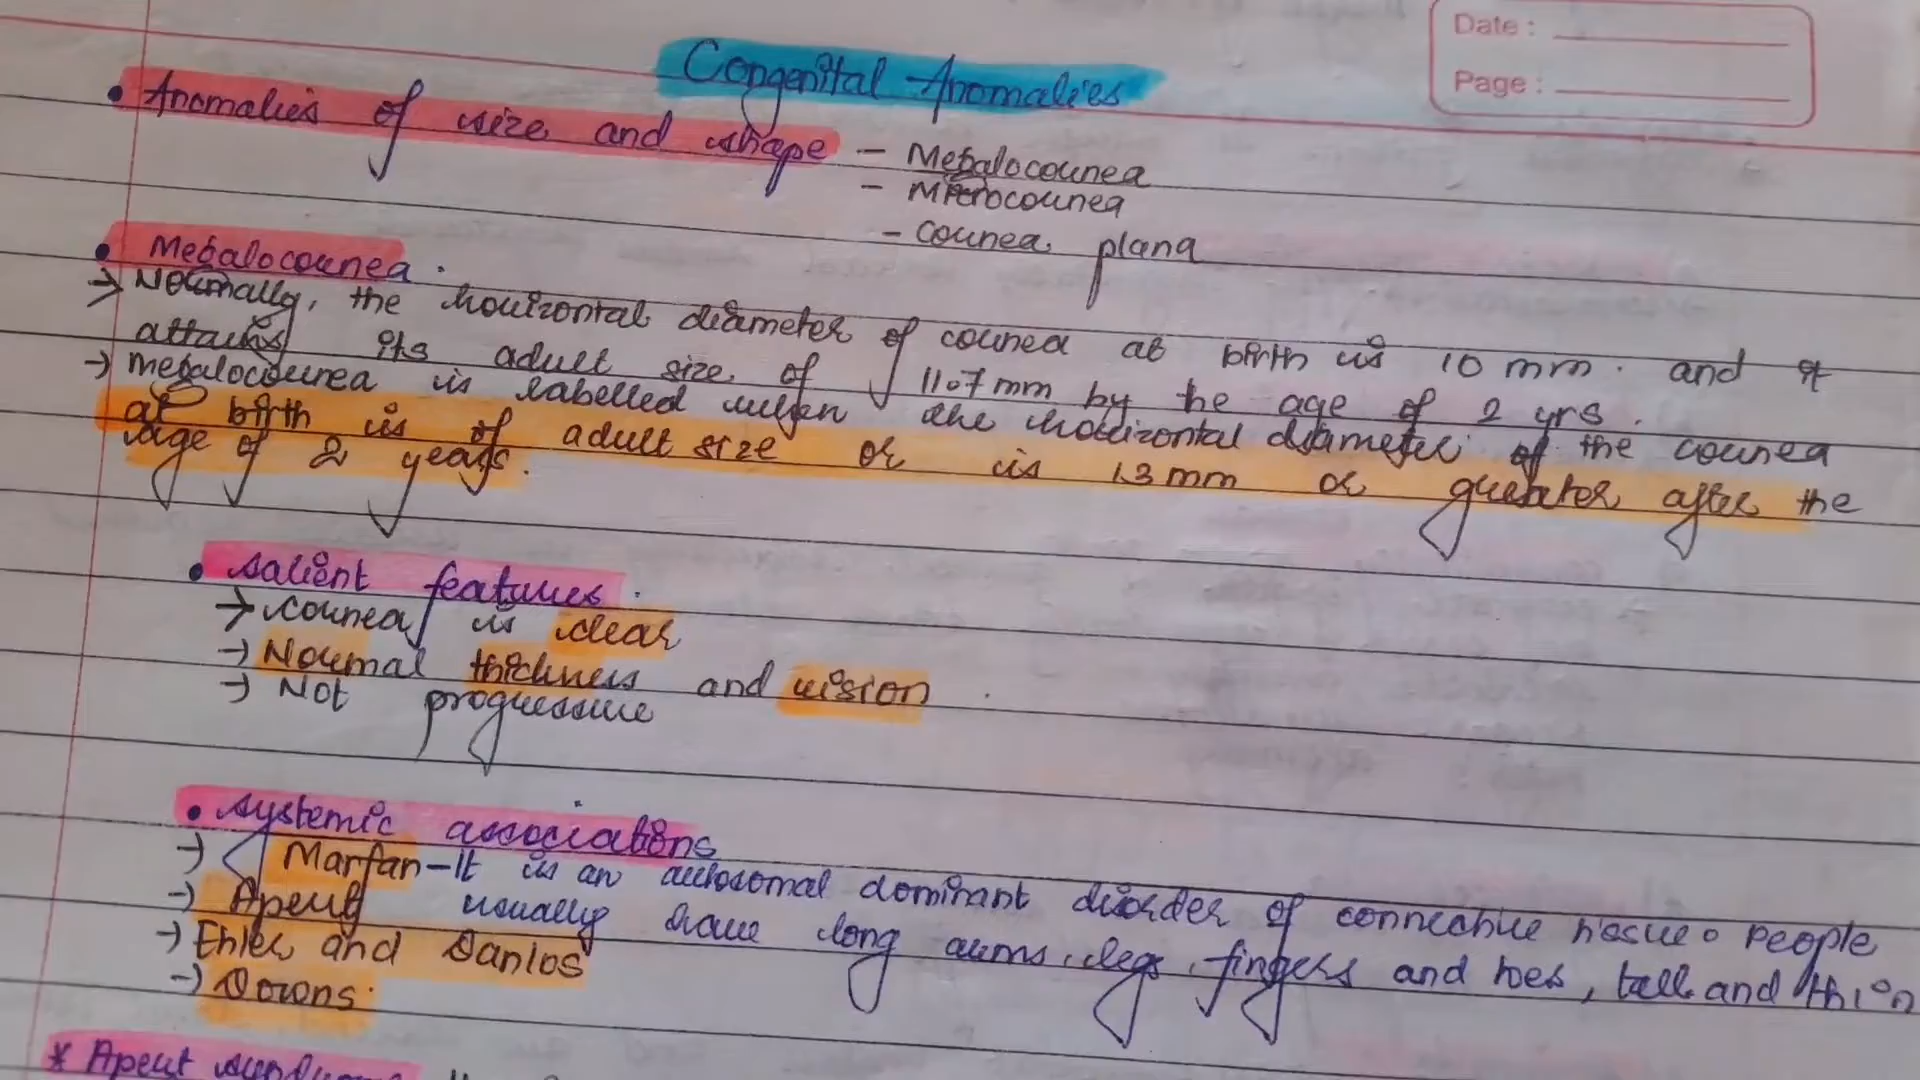 Date :
Page :
Congenital Anomalies
• Anomalies of size and shape - Megalocornea
- Microcornea
- Cornea plana
• Megalocornea.
→ Normally, the horizontal diameter of cornea at birth is 10 mm. and it
attains its adult size of 11.7 mm by the age of 2 yrs.
→ Megalocornea is labelled when the horizontal diameter of the cornea
at birth is of adult size or is 13 mm or greater after the
age of 2 years.
• Salient features.
→ Cornea is clear
→ Normal thickness and vision.
→ Not progressive
• Systemic associations
→ Marfan - It is an autosomal dominant disorder of connective tissue. People
→ Apert usually have long arms, legs, fingers and toes, tall and thin
→ Ehler and Danlos
→ Downs.
* Apert syndrome